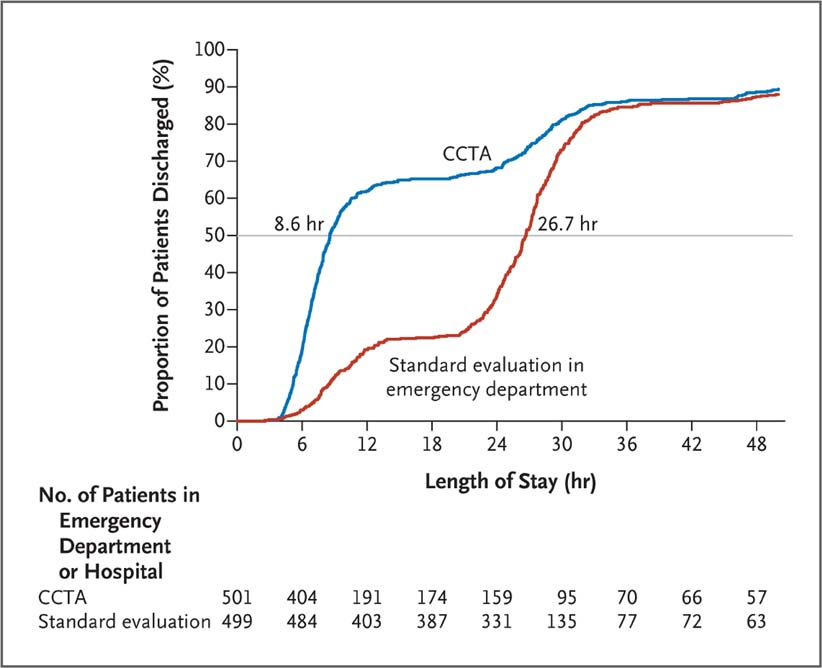 Proportion of Patients Discharged (%)
100
90
80
70
60
50
40
30
20
10
0
CCTA
8.6 hr
26.7 hr
Standard evaluation in
emergency department
0 6 12 18 24 30 36 42 48
Length of Stay (hr)
No. of Patients in
Emergency
Department
or Hospital
CCTA 501 404 191 174 159 95 70 66 57
Standard evaluation 499 484 403 387 331 135 77 72 63